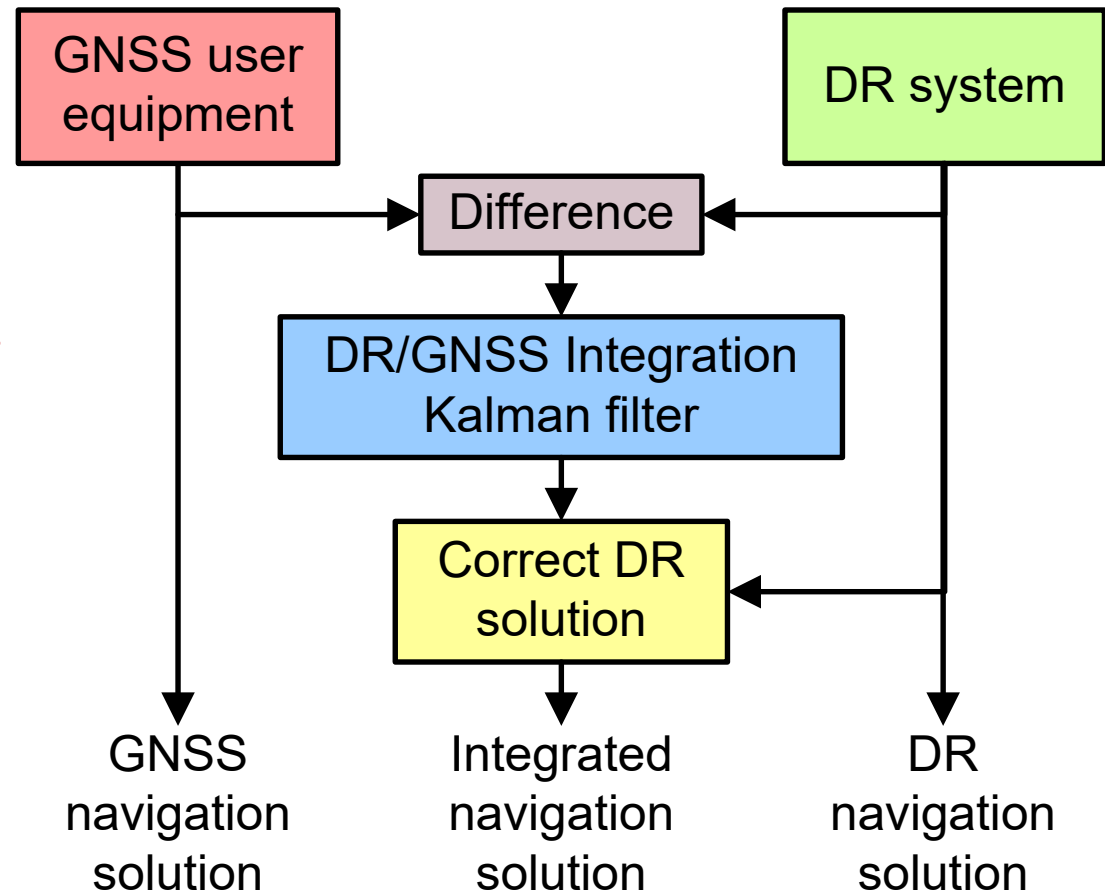 GNSS user
equipment
DR system
Difference
DR/GNSS Integration
Kalman filter
Correct DR
solution
GNSS
navigation
solution
Integrated
navigation
solution
DR
navigation
solution